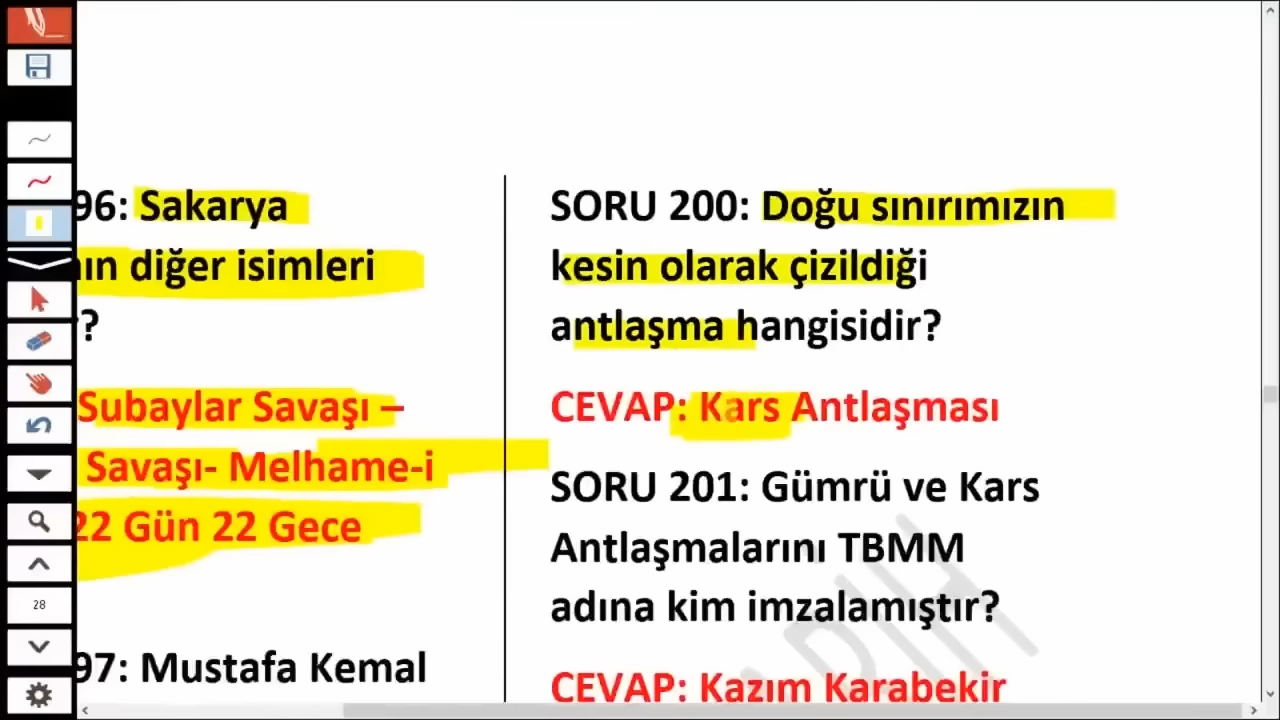 96: Sakarya
nın diğer isimleri
?
Subaylar Savaşı –
Savaşı- Melhame-i
22 Gün 22 Gece
97: Mustafa Kemal
SORU 200: Doğu sınırımızın
kesin olarak çizildiği
antlaşma hangisidir?
CEVAP: Kars Antlaşması
SORU 201: Gümrü ve Kars
Antlaşmalarını TBMM
adına kim imzalamıştır?
CEVAP: Kazım Karabekir
28